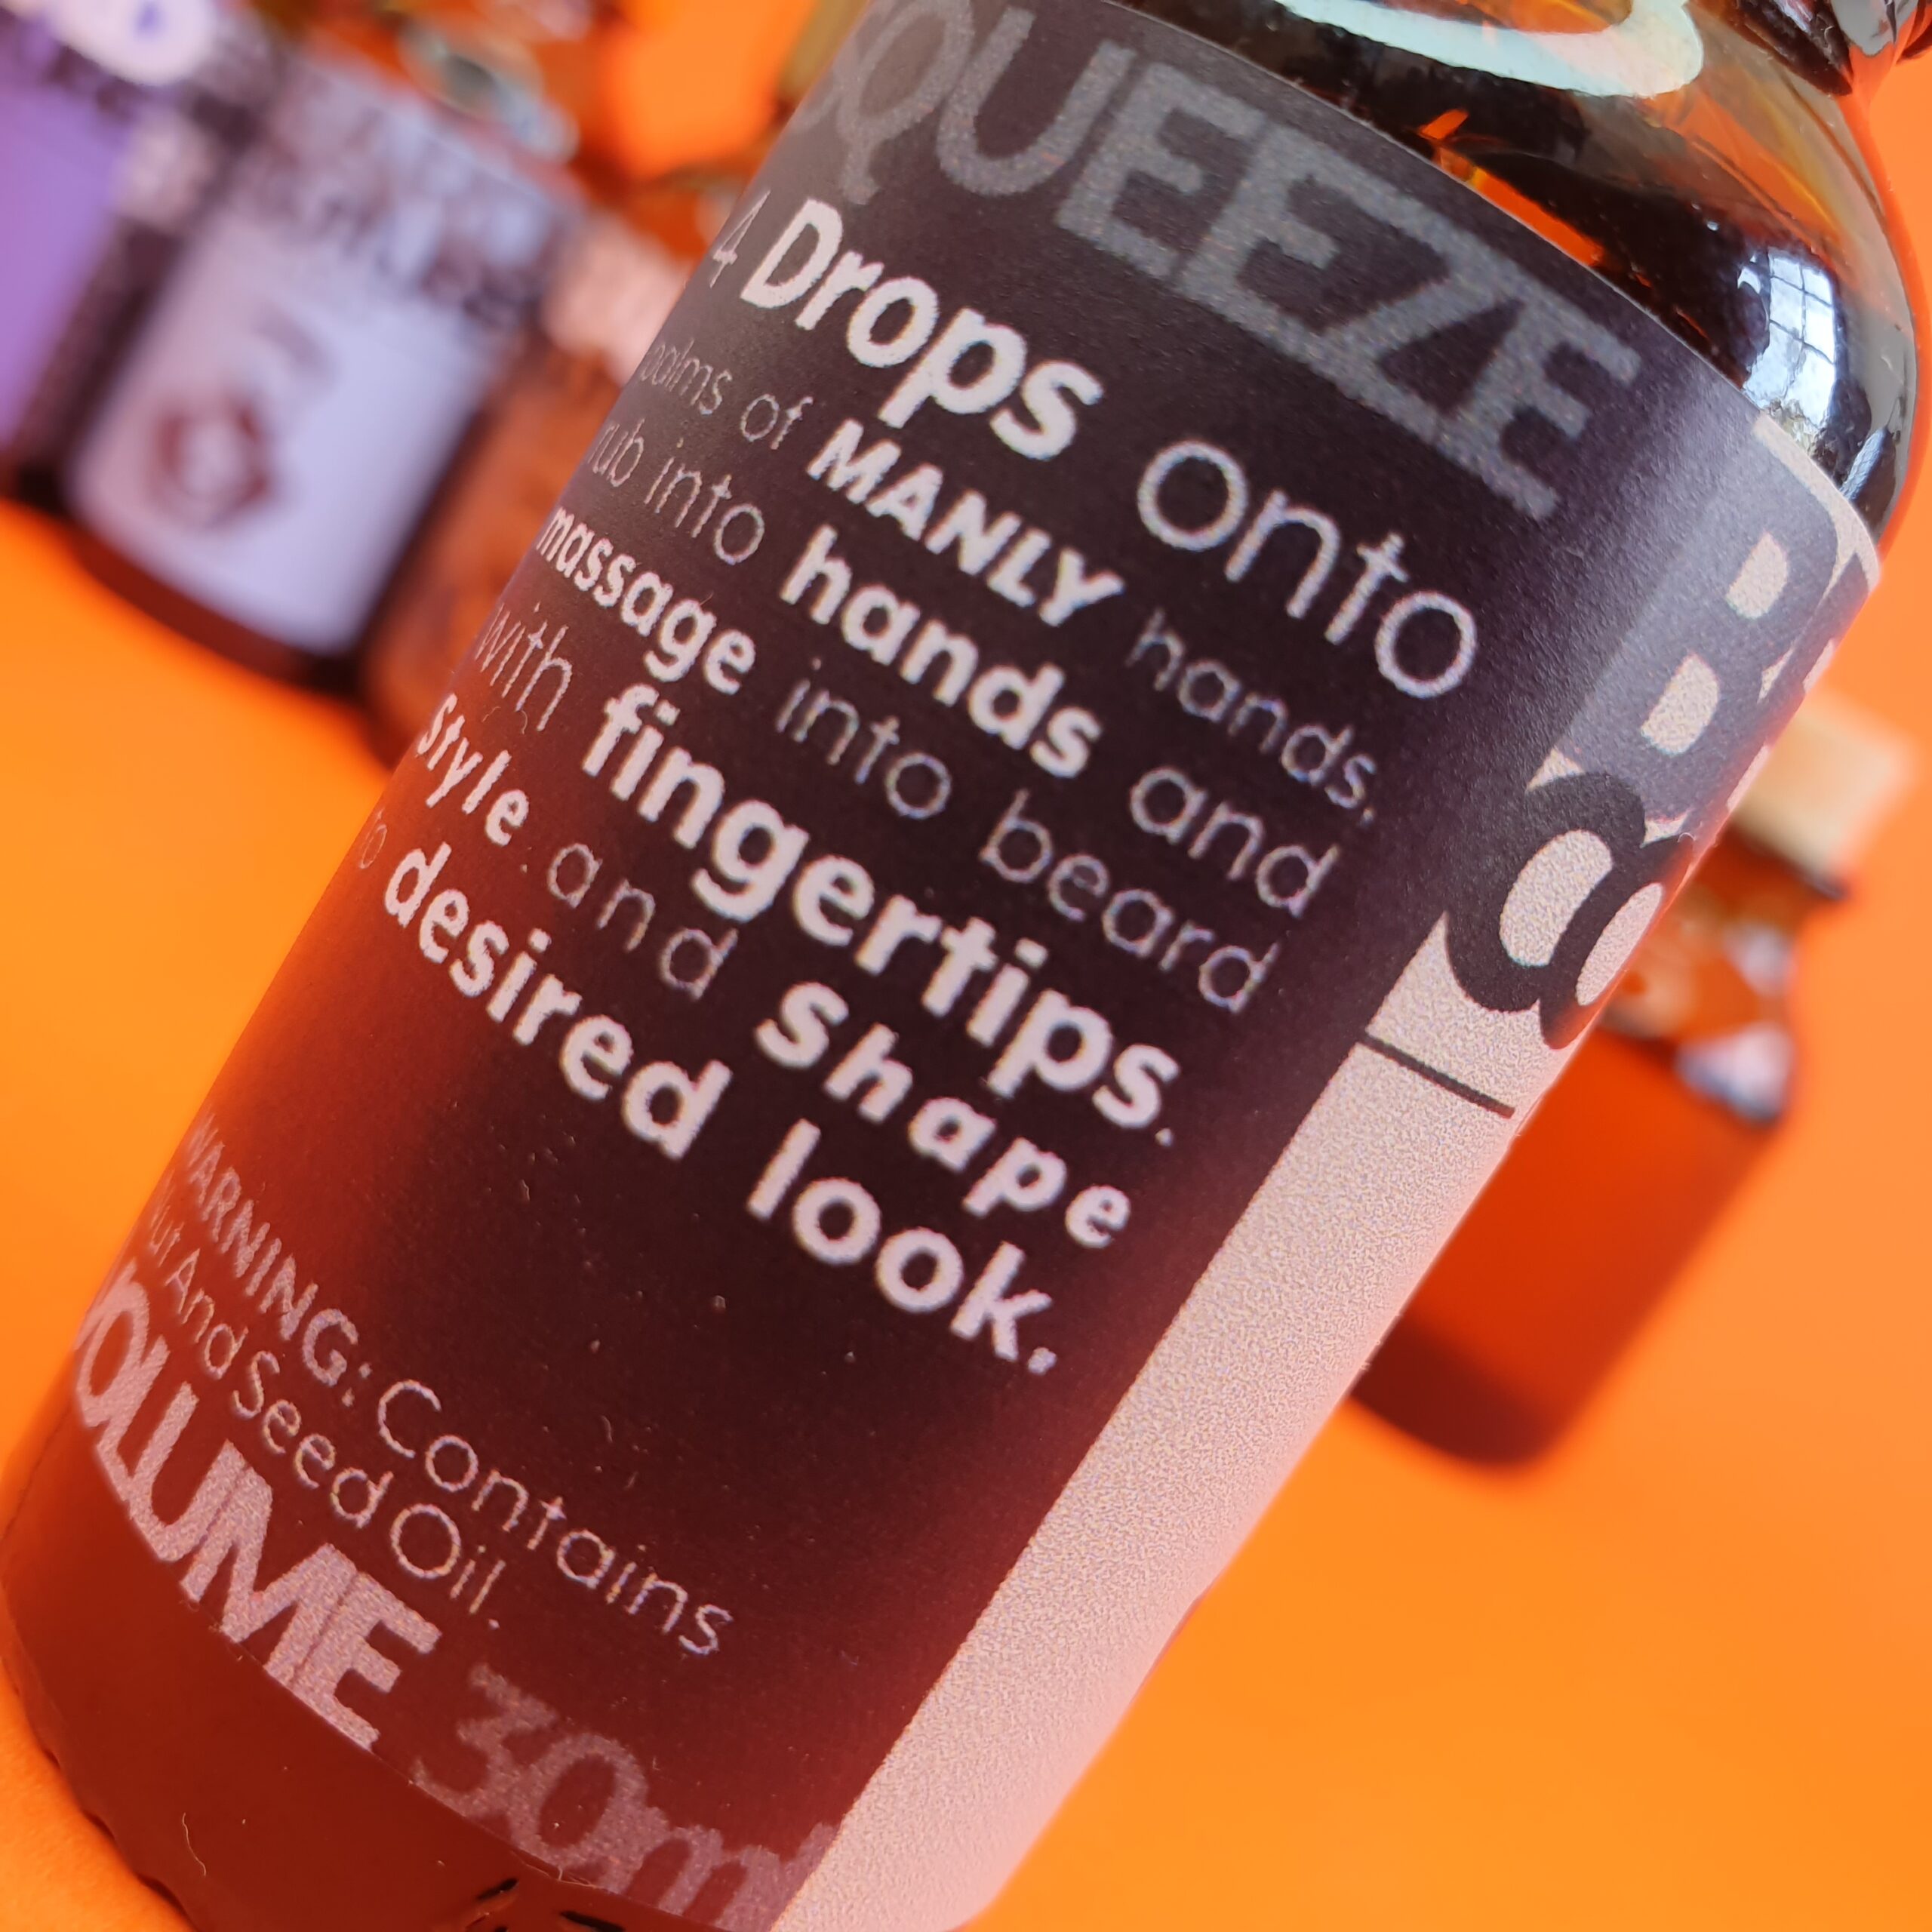 SQUEEZE
4 Drops onto
palms of MANLY hands.
rub into hands and
massage into beard
with fingertips.
style and shape
to desired look.
WARNING: Contains
Nut And Seed Oil.
VOLUME 30ml